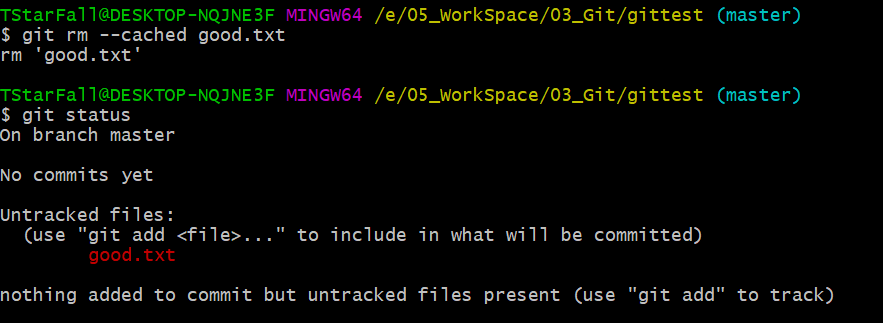 TStarFall@DESKTOP-NQJNE3F MINGW64 /e/05_WorkSpace/03_Git/gittest (master)
$ git rm --cached good.txt
rm 'good.txt'
TStarFall@DESKTOP-NQJNE3F MINGW64 /e/05_WorkSpace/03_Git/gittest (master)
$ git status
On branch master
No commits yet
Untracked files:
  (use "git add <file>..." to include in what will be committed)
        good.txt
nothing added to commit but untracked files present (use "git add" to track)